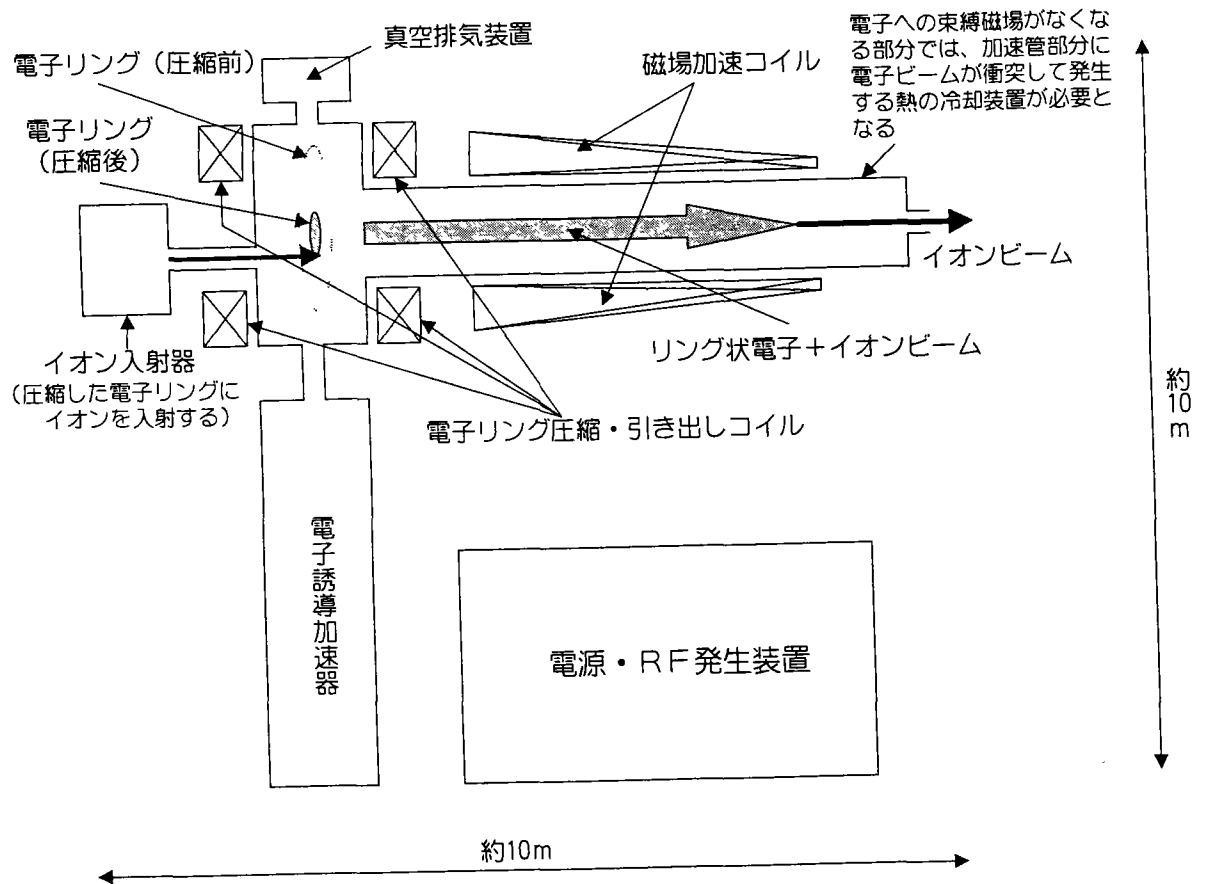 真空排気装置
電子リング（圧縮前）
電子リング
（圧縮後）
磁場加速コイル
電子への束縛磁場がなくな
る部分では、加速管部分に
電子ビームが衝突して発生
する熱の冷却装置が必要と
なる
イオンビーム
イオン入射器
（圧縮した電子リングに
イオンを入射する）
リング状電子＋イオンビーム
電子リング圧縮・引き出しコイル
電子誘導加速器
電源・ＲＦ発生装置
約10m
約10m